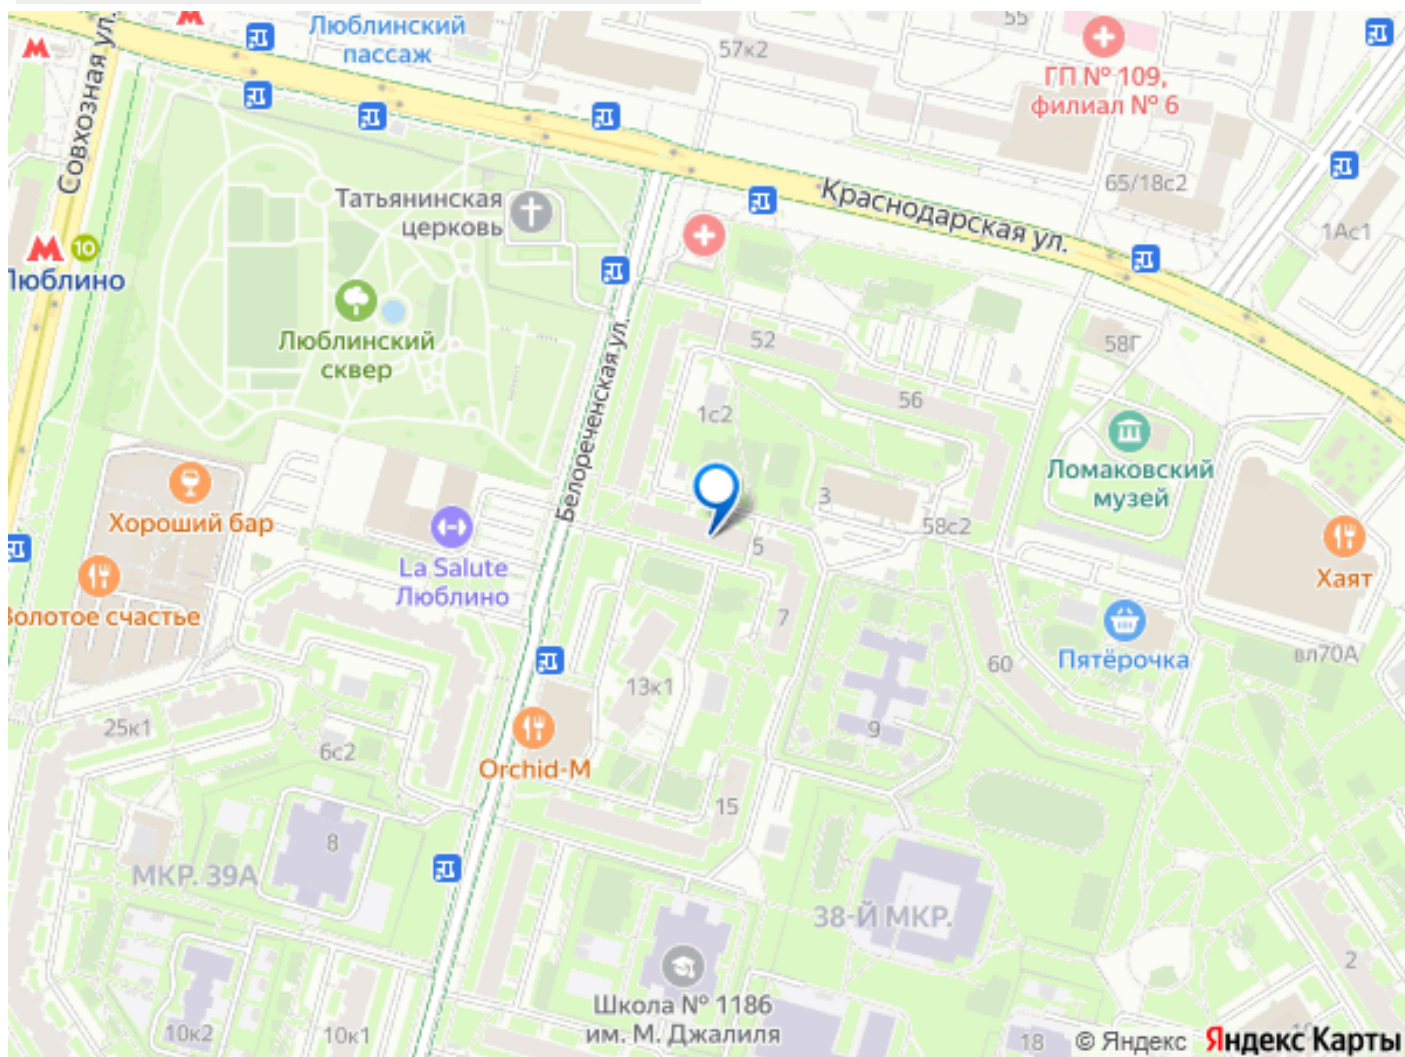 55
Люблинский
пассаж
57к2
ГП № 109,
филиал № 6
Совхозная ул.
65/18с2
Татьянинская
церковь
Краснодарская ул.
1Ас1
10
Люблино
Люблинский
сквер
52
58Г
Белореченская ул.
56
1с2
Ломаковский
музей
3
58с2
Хороший бар
5
La Salute
Люблино
Хаят
Золотое счастье
7
Пятёрочка
вл70А
60
13к1
25к1
9
6с2
Orchid-M
15
8
МКР. 39А
38-Й МКР.
2
Школа № 1186
им. М. Джалиля
10к2
10к1
18
© Яндекс Яндекс Карты